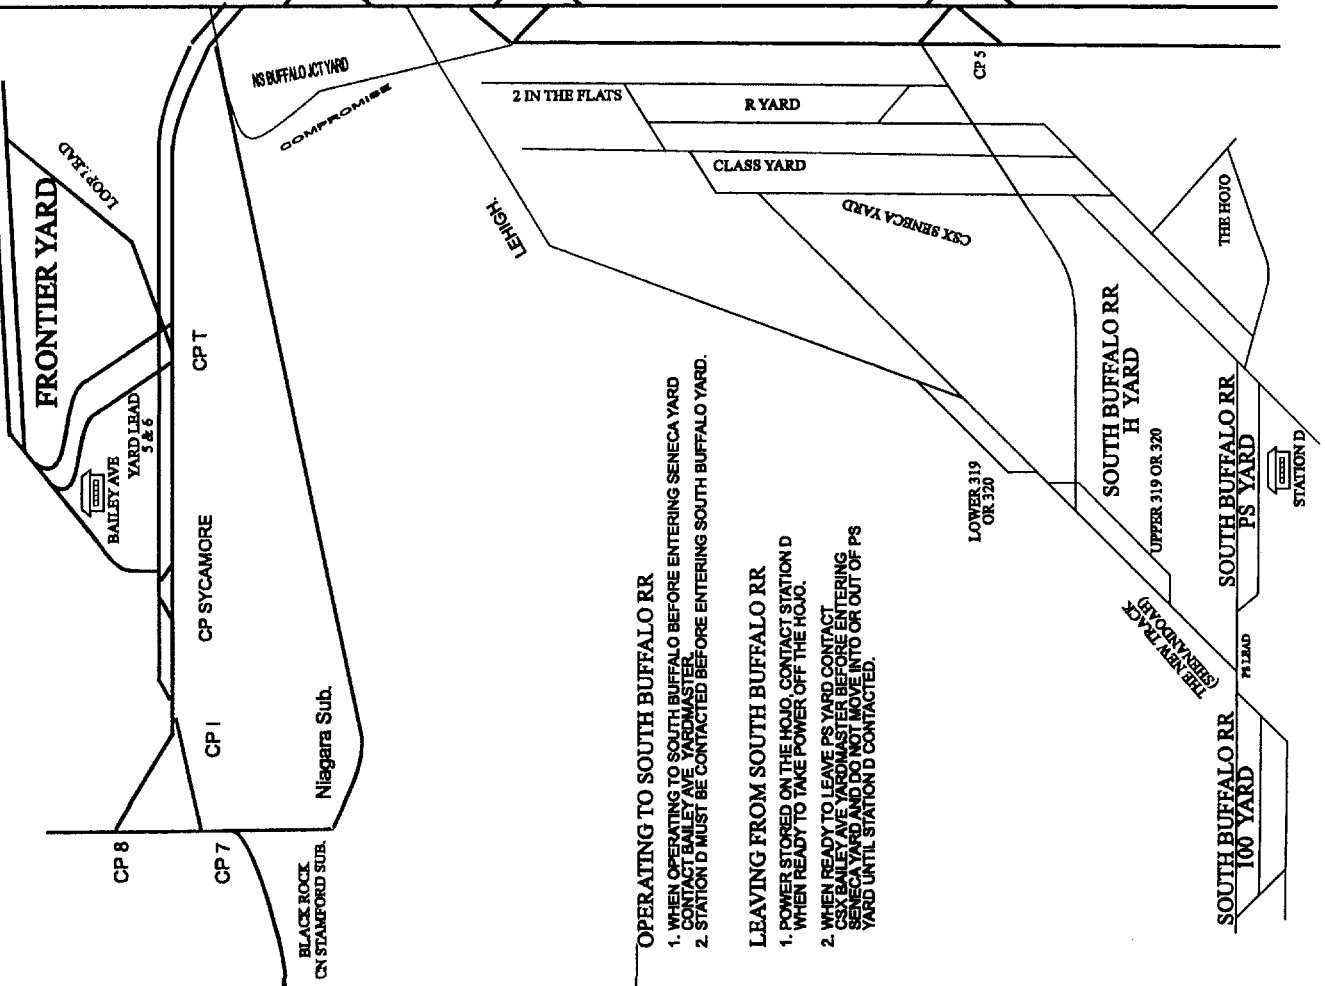 NS BUFFALO JCT YARD
COMPROMISE
LOOP LEAD
FRONTIER YARD
YARD LEAD
5 & 6
BAILEY AVE
CP T
CP SYCAMORE
CP I
Niagara Sub.
CP 8
CP 7
BLACK ROCK
CN STAMFORD SUB.
LEHIGH.
2 IN THE FLATS
R YARD
CLASS YARD
CSX SENECA YARD
CP 5
THE HOJO
SOUTH BUFFALO RR
H YARD
UPPER 319 OR 320
LOWER 319
OR 320
SOUTH BUFFALO RR
PS YARD
STATION D
THE NEW TRACK
(SHENANDOAH)
PS LEAD
SOUTH BUFFALO RR
100 YARD
OPERATING TO SOUTH BUFFALO RR
1. WHEN OPERATING TO SOUTH BUFFALO BEFORE ENTERING SENECA YARD
CONTACT BAILEY AVE YARDMASTER.
2. STATION D MUST BE CONTACTED BEFORE ENTERING SOUTH BUFFALO YARD.
LEAVING FROM SOUTH BUFFALO RR
1. POWER STORED ON THE HOJO, CONTACT STATION D
WHEN READY TO TAKE POWER OFF THE HOJO.
2. WHEN READY TO LEAVE PS YARD CONTACT
CSX BAILEY AVE YARDMASTER BEFORE ENTERING
SENECA YARD AND DO NOT MOVE INTO OR OUT OF PS
YARD UNTIL STATION D CONTACTED.